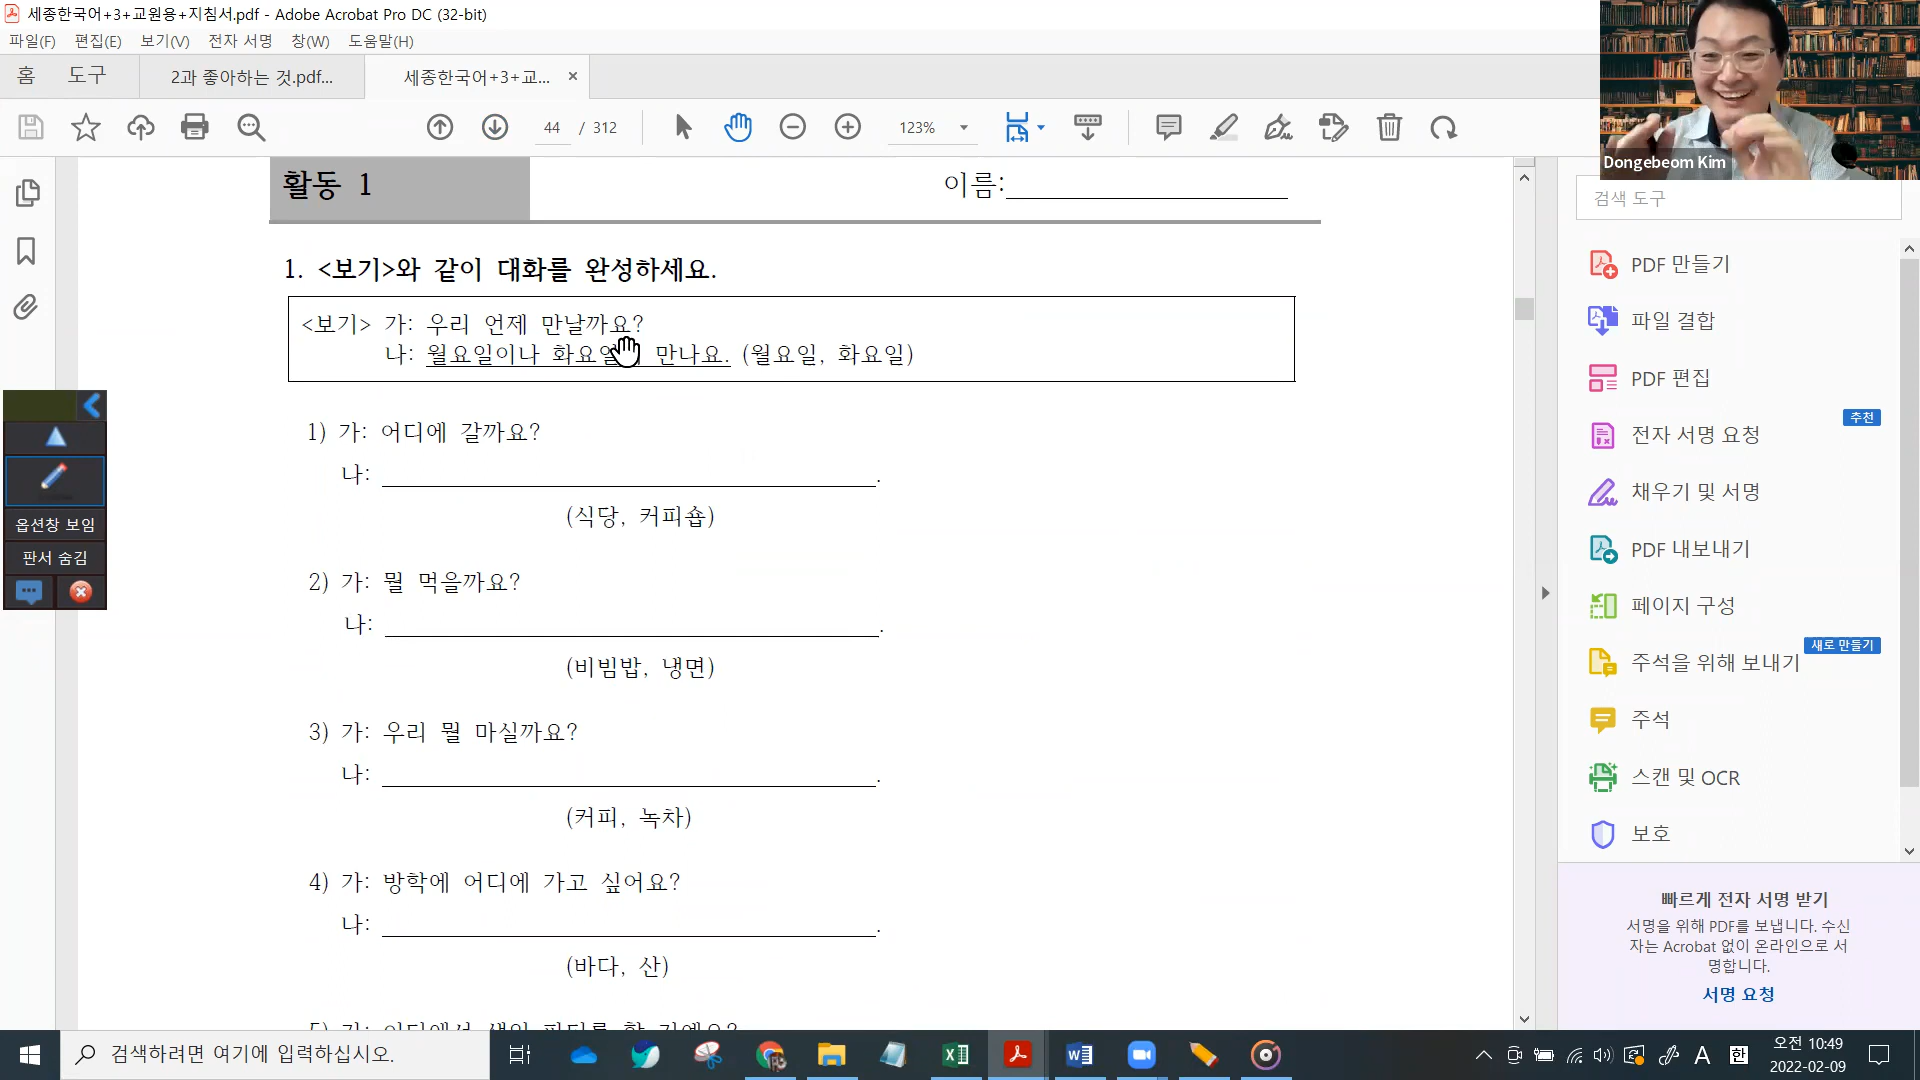 세종한국어+3+교원용+지침서.pdf - Adobe Acrobat Pro DC (32-bit)
파일(F) 편집(E) 보기(V) 전자 서명 창(W) 도움말(H)
홈 도구 2과 좋아하는 것.pdf... 세종한국어+3+교... ×
44 / 312 123%
Dongebeom Kim
활동 1 이름:
1. <보기>와 같이 대화를 완성하세요.
<보기> 가: 우리 언제 만날까요?
나: 월요일이나 만나요. (월요일, 화요일)
1) 가: 어디에 갈까요?
나: .
(식당, 커피숍)
2) 가: 뭘 먹을까요?
나: .
(비빔밥, 냉면)
3) 가: 우리 뭘 마실까요?
나: .
(커피, 녹차)
4) 가: 방학에 어디에 가고 싶어요?
나: .
(바다, 산)
옵션창 보임
판서 숨김
검색 도구
PDF 만들기
파일 결합
PDF 편집
추천
전자 서명 요청
채우기 및 서명
PDF 내보내기
페이지 구성
새로 만들기
주석을 위해 보내기
주석
스캔 및 OCR
보호
빠르게 전자 서명 받기
서명을 위해 PDF를 보냅니다. 수신
자는 Acrobat 없이 온라인으로 서
명합니다.
서명 요청
검색하려면 여기에 입력하십시오.
A 한
오전 10:49
2022-02-09